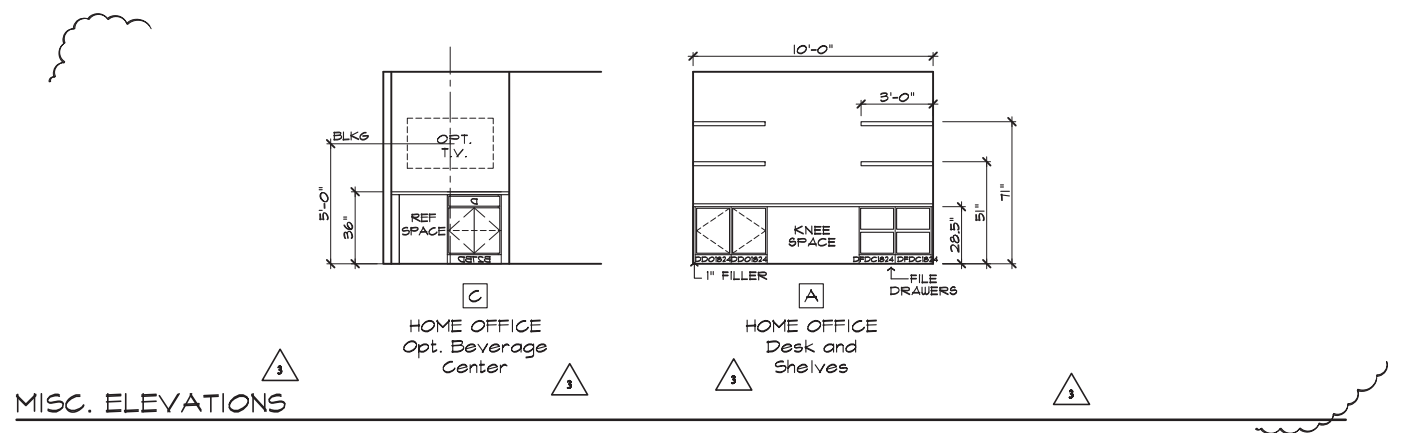 10'-0"
3'-0"
BLKG
OPT.
T.V.
5'-0"
36"
REF
SPACE
KNEE
SPACE
28.5"
51"
71"
DDO1824 DDO1824
DFDC1824 DFDC1824
1" FILLER
FILE
DRAWERS
C
HOME OFFICE
Opt. Beverage
Center
A
HOME OFFICE
Desk and
Shelves
3
3
3
3
MISC. ELEVATIONS